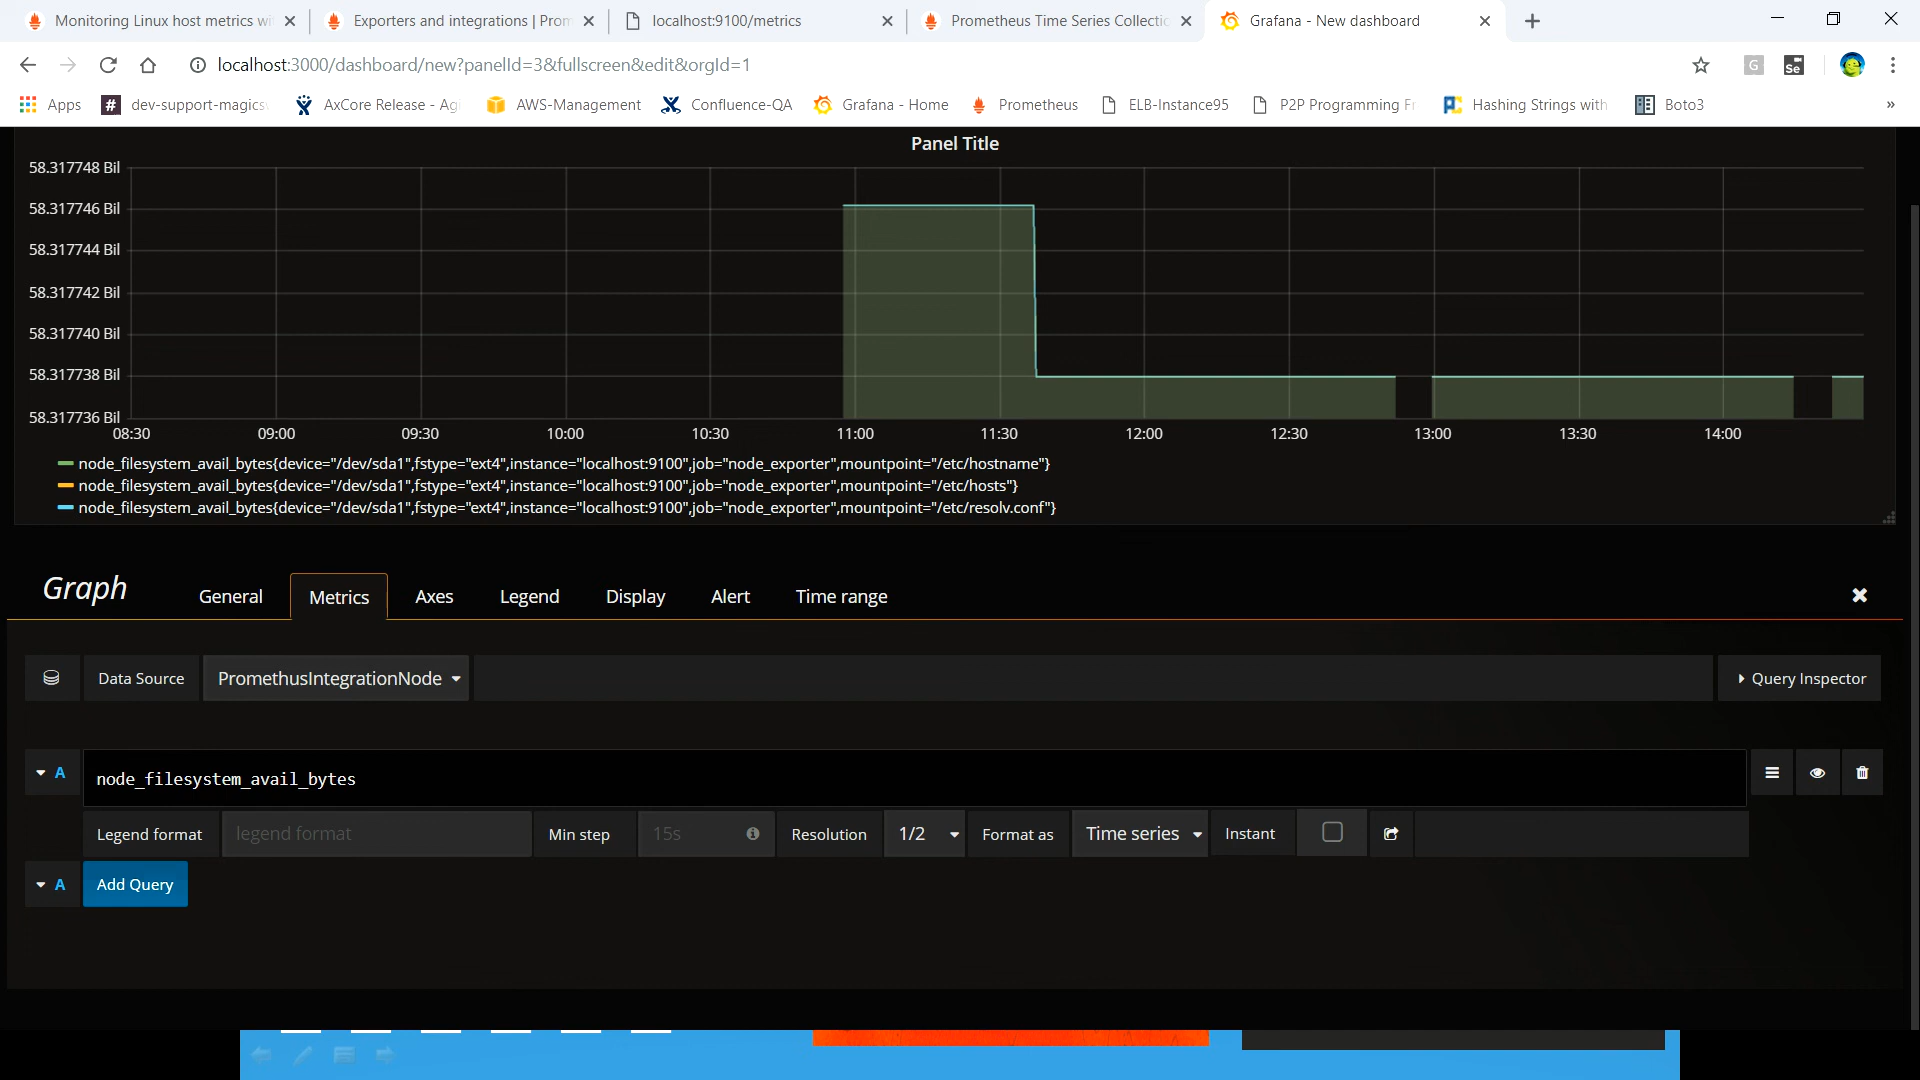 Monitoring Linux host metrics wi
Exporters and integrations | Prom
localhost:9100/metrics
Prometheus Time Series Collectic
Grafana - New dashboard
localhost:3000/dashboard/new?panelId=3&fullscreen&edit&orgId=1
G
Se
Apps
dev-support-magics
AxCore Release - Ag
AWS-Management
Confluence-QA
Grafana - Home
Prometheus
ELB-Instance95
P2P Programming Fr
Hashing Strings with
Boto3
»
Panel Title
58.317748 Bil
58.317746 Bil
58.317744 Bil
58.317742 Bil
58.317740 Bil
58.317738 Bil
58.317736 Bil
08:30 09:00 09:30 10:00 10:30 11:00 11:30 12:00 12:30 13:00 13:30 14:00
node_filesystem_avail_bytes{device="/dev/sda1",fstype="ext4",instance="localhost:9100",job="node_exporter",mountpoint="/etc/hostname"}
node_filesystem_avail_bytes{device="/dev/sda1",fstype="ext4",instance="localhost:9100",job="node_exporter",mountpoint="/etc/hosts"}
node_filesystem_avail_bytes{device="/dev/sda1",fstype="ext4",instance="localhost:9100",job="node_exporter",mountpoint="/etc/resolv.conf"}
Graph General Metrics Axes Legend Display Alert Time range
Data Source PromethusIntegrationNode Query Inspector
A node_filesystem_avail_bytes
Legend format legend format Min step 15s Resolution 1/2 Format as Time series Instant
A Add Query